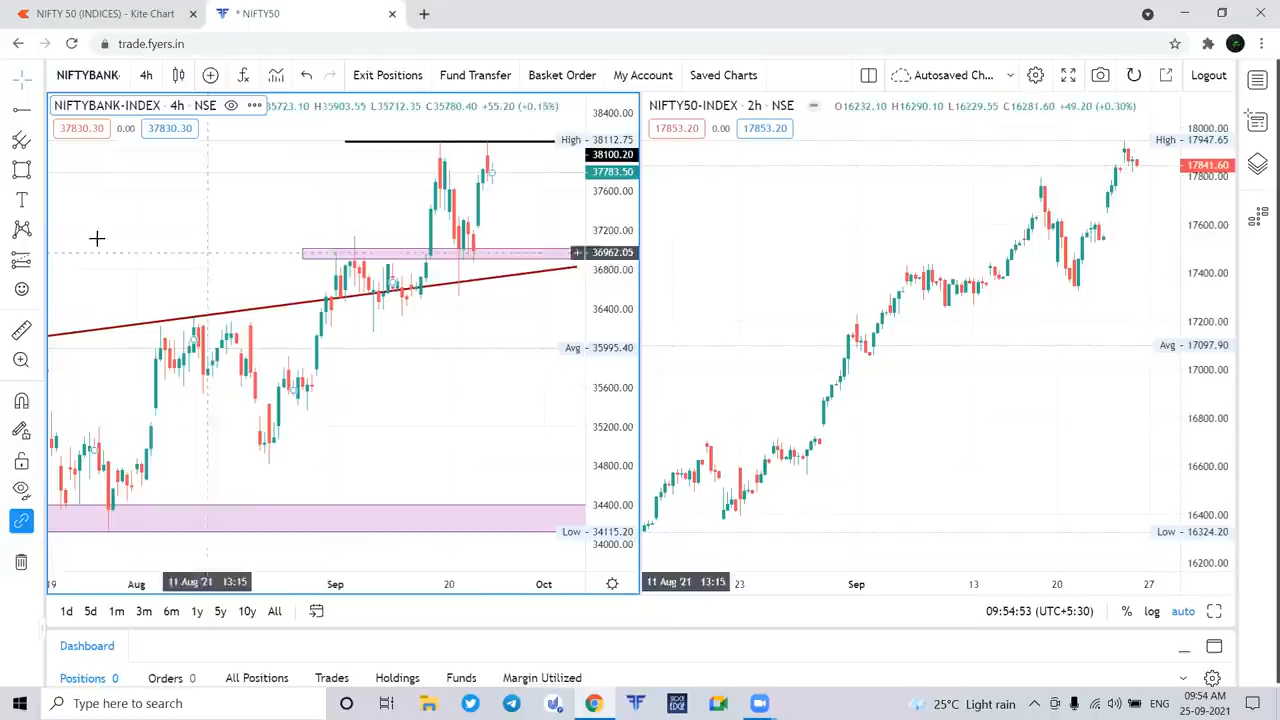 NIFTY 50 (INDICES) - Kite Chart
* NIFTY50
trade.fyers.in
NIFTYBANK-
4h
Exit Positions
Fund Transfer
Basket Order
My Account
Saved Charts
Autosaved Ch...
Logout
NIFTYBANK-INDEX · 4h · NSE
35723.10 H35903.55 L35712.35 C35780.40 +55.20 (+0.15%)
37830.30 0.00 37830.30
38400.00
High - 38112.75
38100.20
37783.50
37600.00
37200.00
36962.05
36800.00
36400.00
Avg - 35995.40
35600.00
35200.00
34800.00
34400.00
Low - 34115.20
34000.00
19 Aug 11 Aug '21 13:15 Sep 20 Oct
NIFTY50-INDEX · 2h · NSE
O16232.10 H16290.10 L16229.55 C16281.60 +49.20 (+0.30%)
17853.20 0.00 17853.20
18000.00
High - 17947.65
17841.60
17800.00
17600.00
17400.00
17200.00
Avg - 17097.90
17000.00
16800.00
16600.00
16400.00
Low - 16324.20
16200.00
11 Aug '21 13:15 23 Sep 13 20 27
1d 5d 1m 3m 6m 1y 5y 10y All
09:54:53 (UTC+5:30) % log auto
Dashboard
Positions 0 Orders 0 All Positions Trades Holdings Funds Margin Utilized
Type here to search
STOCK EDGE
25°C Light rain
ENG
09:54 AM
25-09-2021